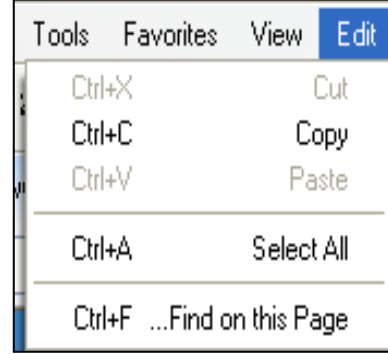 Tools Favorites View Edit
Ctrl+X Cut
Ctrl+C Copy
Ctrl+V Paste
Ctrl+A Select All
Ctrl+F ...Find on this Page